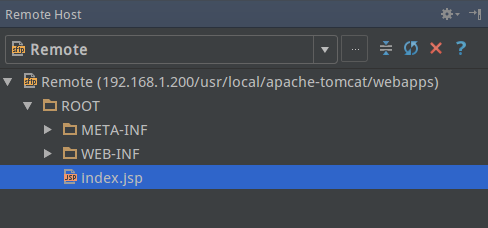 Remote Host
Remote
...
Remote (192.168.1.200/usr/local/apache-tomcat/webapps)
ROOT
META-INF
WEB-INF
Index.jsp